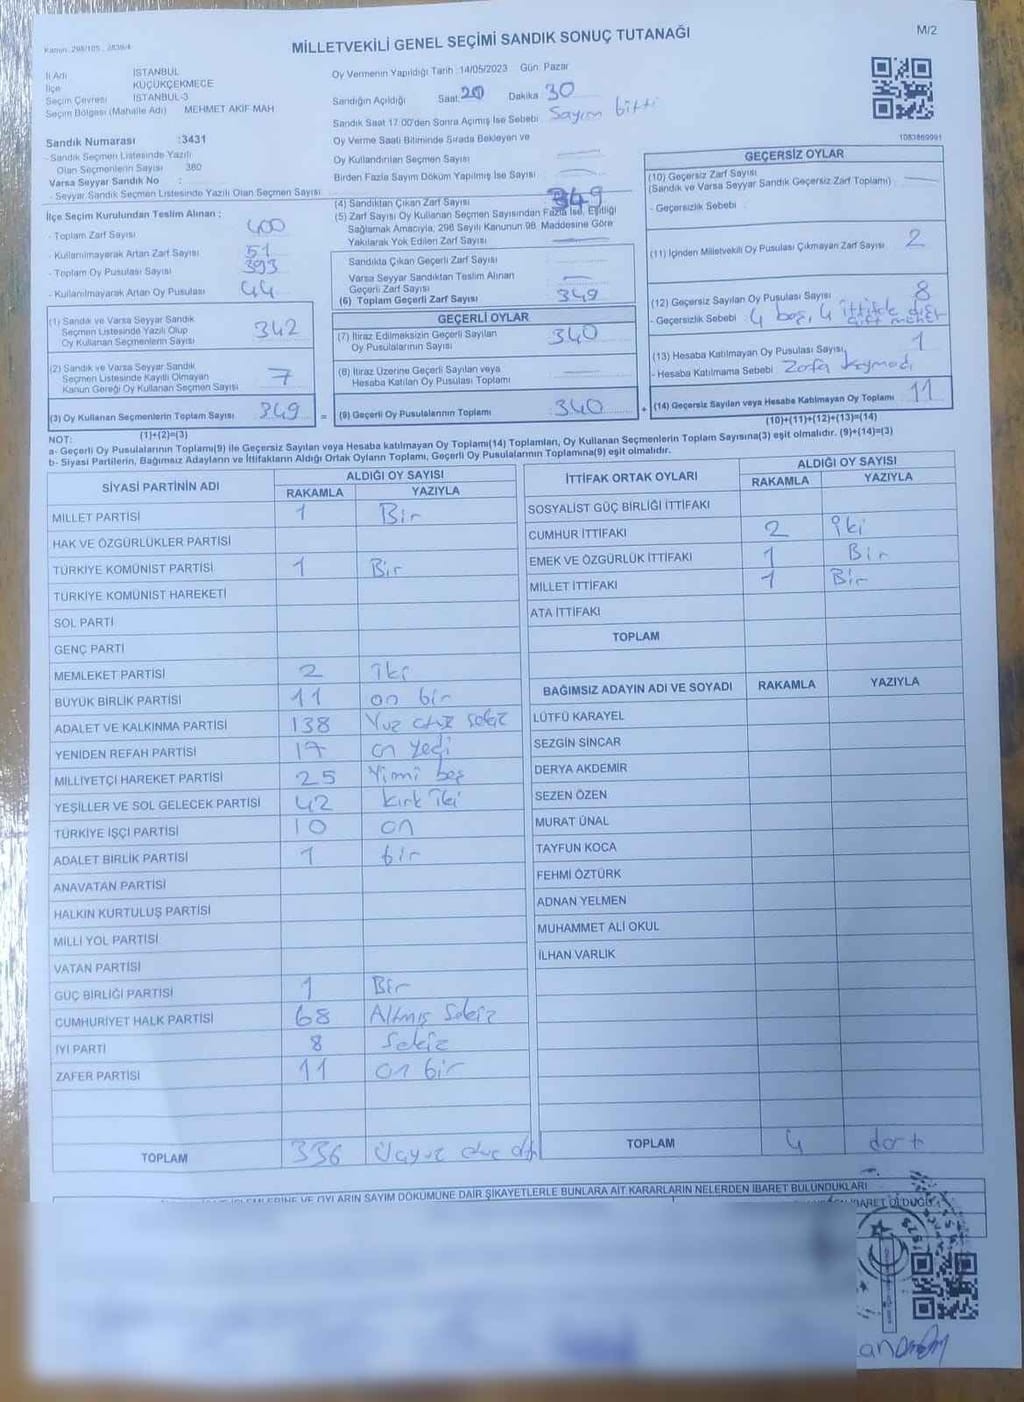 Kanun: 298/105, 2839/4
MİLLETVEKİLİ GENEL SEÇİMİ SANDIK SONUÇ TUTANAĞI
M/2
İl Adı İSTANBUL
İlçe KÜÇÜKÇEKMECE
Seçim Çevresi İSTANBUL-3
Seçim Bölgesi (Mahalle Adı) MEHMET AKİF MAH
Sandık Numarası :3431
- Sandık Seçmen Listesinde Yazılı
Olan Seçmenlerin Sayısı 380
Varsa Seyyar Sandık No :
- Seyyar Sandık Seçmen Listesinde Yazılı Olan Seçmen Sayısı
İlçe Seçim Kurulundan Teslim Alınan :
- Toplam Zarf Sayısı 400
- Kullanılmayarak Artan Zarf Sayısı 51
- Toplam Oy Pusulası Sayısı 393
- Kullanılmayarak Artan Oy Pusulası 44
(1) Sandık ve Varsa Seyyar Sandık
Seçmen Listesinde Yazılı Olup
Oy Kullanan Seçmenlerin Sayısı 342
(2) Sandık ve Varsa Seyyar Sandık
Seçmen Listesinde Kayıtlı Olmayan
Kanun Gereği Oy Kullanan Seçmen Sayısı 7
(3) Oy Kullanan Seçmenlerin Toplam Sayısı 349 =
(1)+(2)=(3)
Oy Vermenin Yapıldığı Tarih :14/05/2023 Gün: Pazar
Sandığın Açıldığı Saat: 20 Dakika 30
Sandık Saat 17.00'den Sonra Açımış İse Sebebi: Sayım bitti
Oy Verme Saati Bitiminde Sırada Bekleyen ve
Oy Kullandırılan Seçmen Sayısı
Birden Fazla Sayım Döküm Yapılmış İse Sayısı
(4) Sandıktan Çıkan Zarf Sayısı 349
(5) Zarf Sayısı Oy Kullanan Seçmen Sayısından Fazla İse, Eşitliği
Sağlamak Amacıyla, 298 Sayılı Kanunun 98. Maddesine Göre
Yakılarak Yok Edilen Zarf Sayısı
Sandıkta Çıkan Geçerli Zarf Sayısı
Varsa Seyyar Sandıktan Teslim Alınan
Geçerli Zarf Sayısı
(6) Toplam Geçerli Zarf Sayısı 349
GEÇERLİ OYLAR
(7) İtiraz Edilmeksizin Geçerli Sayılan
Oy Pusulalarının Sayısı 340
(8) İtiraz Üzerine Geçerli Sayılan veya
Hesaba Katılan Oy Pusulası Toplamı
(9) Geçerli Oy Pusulalarının Toplamı 340 +
1083869991
GEÇERSİZ OYLAR
(10) Geçersiz Zarf Sayısı
(Sandık ve Varsa Seyyar Sandık Geçersiz Zarf Toplamı)
- Geçersizlik Sebebi
(11) İçinden Milletvekili Oy Pusulası Çıkmayan Zarf Sayısı 2
(12) Geçersiz Sayılan Oy Pusulası Sayısı 8
- Geçersizlik Sebebi 4 boş, 4 ittifak dışı
çift mühür
(13) Hesaba Katılmayan Oy Pusulası Sayısı 1
- Hesaba Katılmama Sebebi Zarfa koymadı
(14) Geçersiz Sayılan veya Hesaba Katılmayan Oy Toplamı 11
(10)+(11)+(12)+(13)=(14)
NOT:
a- Geçerli Oy Pusulalarının Toplamı(9) ile Geçersiz Sayılan veya Hesaba katılmayan Oy Toplamı(14) Toplamları, Oy Kullanan Seçmenlerin Toplam Sayısına(3) eşit olmalıdır. (9)+(14)=(3)
b- Siyasi Partilerin, Bağımsız Adayların ve İttifakların Aldığı Ortak Oyların Toplamı, Geçerli Oy Pusulalarının Toplamına(9) eşit olmalıdır.
SİYASİ PARTİNİN ADI ALDIĞI OY SAYISI
RAKAMLA YAZIYLA
MİLLET PARTİSİ 1 Bir
HAK VE ÖZGÜRLÜKLER PARTİSİ
TÜRKİYE KOMÜNİST PARTİSİ 1 Bir
TÜRKİYE KOMÜNİST HAREKETİ
SOL PARTİ
GENÇ PARTİ
MEMLEKET PARTİSİ 2 iki
BÜYÜK BİRLİK PARTİSİ 11 on bir
ADALET VE KALKINMA PARTİSİ 138 Yüz otuz sekiz
YENİDEN REFAH PARTİSİ 17 on yedi
MİLLİYETÇİ HAREKET PARTİSİ 25 Yirmi beş
YEŞİLLER VE SOL GELECEK PARTİSİ 42 kırk iki
TÜRKİYE İŞÇİ PARTİSİ 10 on
ADALET BİRLİK PARTİSİ 1 bir
ANAVATAN PARTİSİ
HALKIN KURTULUŞ PARTİSİ
MİLLİ YOL PARTİSİ
VATAN PARTİSİ
GÜÇ BİRLİĞİ PARTİSİ 1 Bir
CUMHURİYET HALK PARTİSİ 68 Altmış Sekiz
İYİ PARTİ 8 Sekiz
ZAFER PARTİSİ 11 on bir
TOPLAM 336 Üçyüz otuz altı
İTTİFAK ORTAK OYLARI ALDIĞI OY SAYISI
RAKAMLA YAZIYLA
SOSYALİST GÜÇ BİRLİĞİ İTTİFAKI
CUMHUR İTTİFAKI 2 iki
EMEK VE ÖZGÜRLÜK İTTİFAKI 1 Bir
MİLLET İTTİFAKI 1 Bir
ATA İTTİFAKI
TOPLAM
BAĞIMSIZ ADAYIN ADI VE SOYADI RAKAMLA YAZIYLA
LÜTFÜ KARAYEL
SEZGİN SİNCAR
DERYA AKDEMİR
SEZEN ÖZEN
MURAT ÜNAL
TAYFUN KOCA
FEHMİ ÖZTÜRK
ADNAN YELMEN
MUHAMMET ALİ OKUL
İLHAN VARLIK
TOPLAM 4 dört
İŞLEMLERİNE VE OYLARIN SAYIM DÖKÜMÜNE DAİR ŞİKAYETLERLE BUNLARA AİT KARARLARIN NELERDEN İBARET BULUNDUKLARI